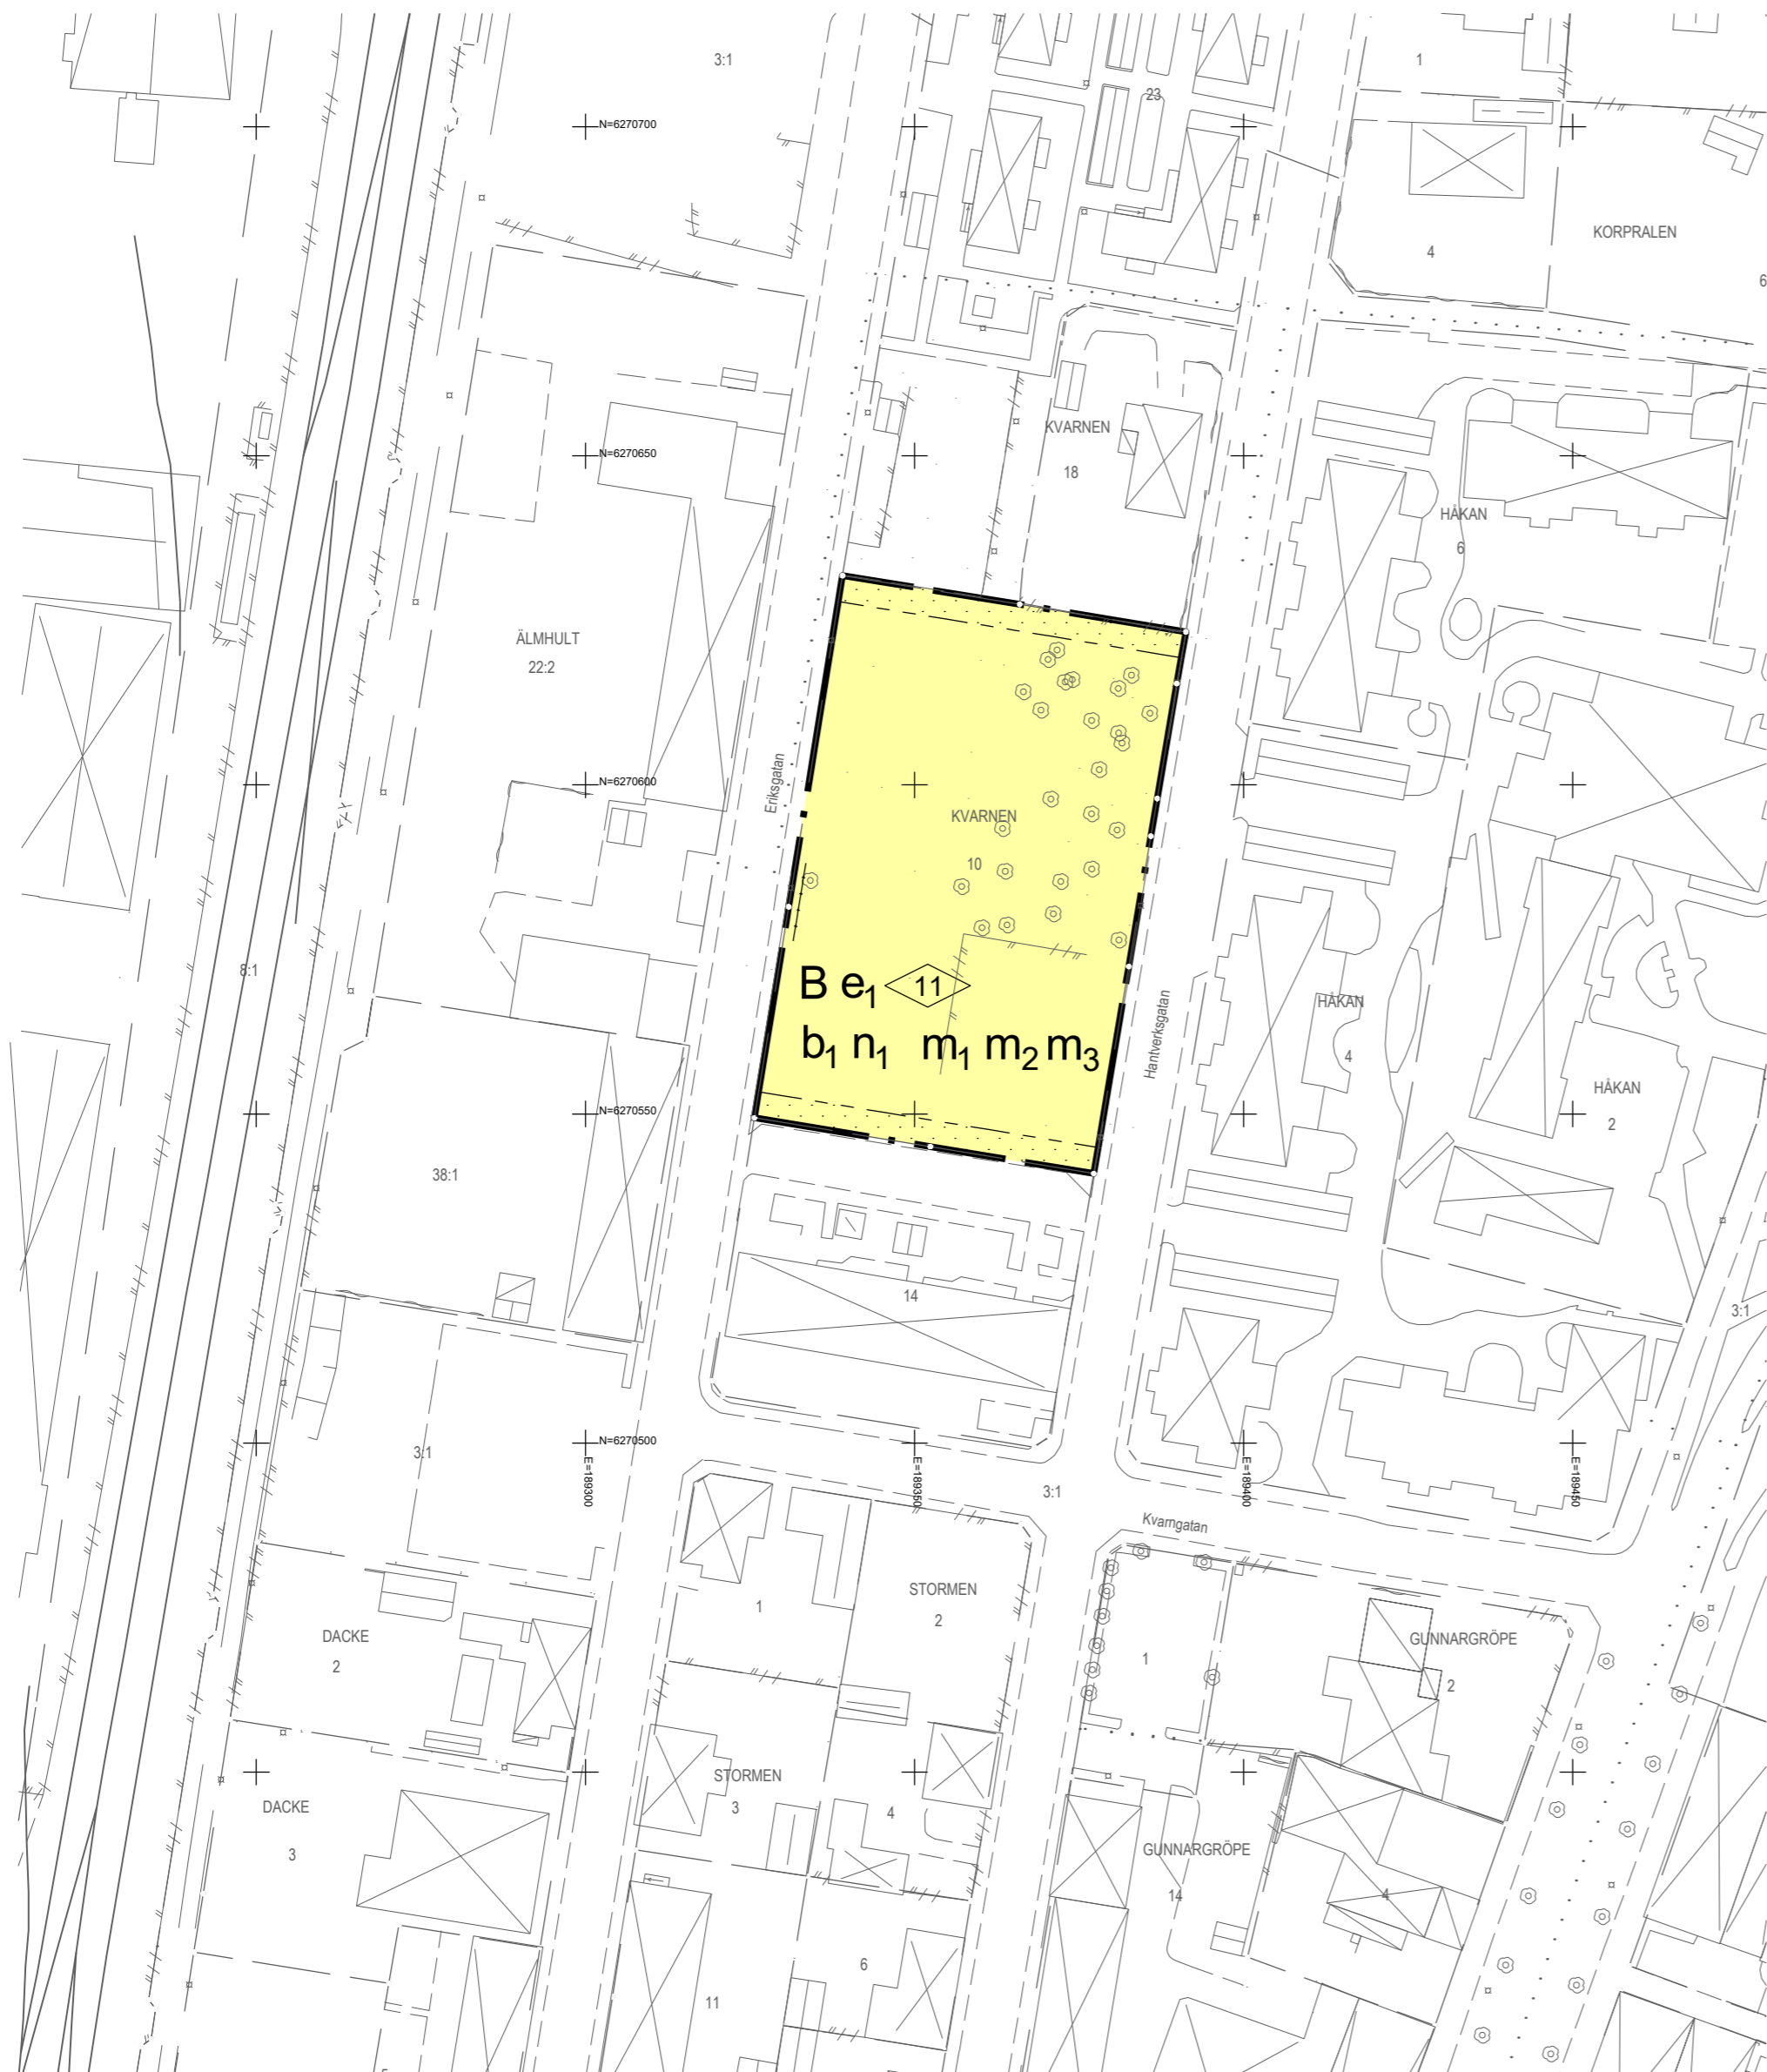 3:1
1
23
N=6270700
KORPRALEN
4
6
KVARNEN
18
N=6270650
HÅKAN
6
ÄLMHULT
22:2
N=6270600
Eriksgatan
KVARNEN
10
8:1
B e₁ 11
b₁ n₁ m₁ m₂ m₃
Hantverksgatan
HÅKAN
4
HÅKAN
2
N=6270550
38:1
14
3:1
N=6270500
3:1
E=189300
E=189350
E=189400
E=189450
3:1
Kvarngatan
STORMEN
1
2
DACKE
2
GUNNARGRÖPE
1
2
STORMEN
3
4
DACKE
3
GUNNARGRÖPE
14
4
6
11